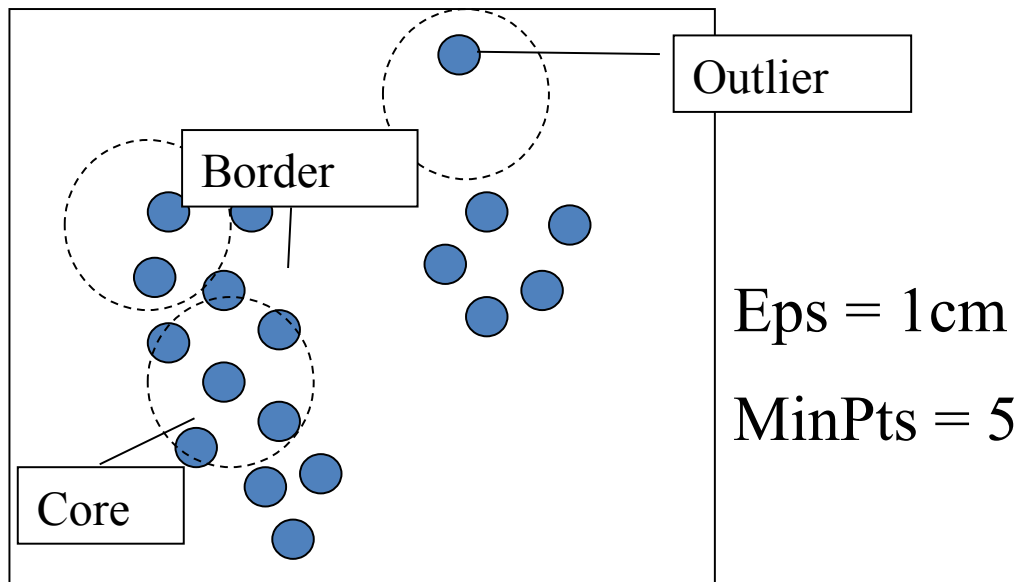 Outlier
Border
Eps = 1cm
MinPts = 5
Core